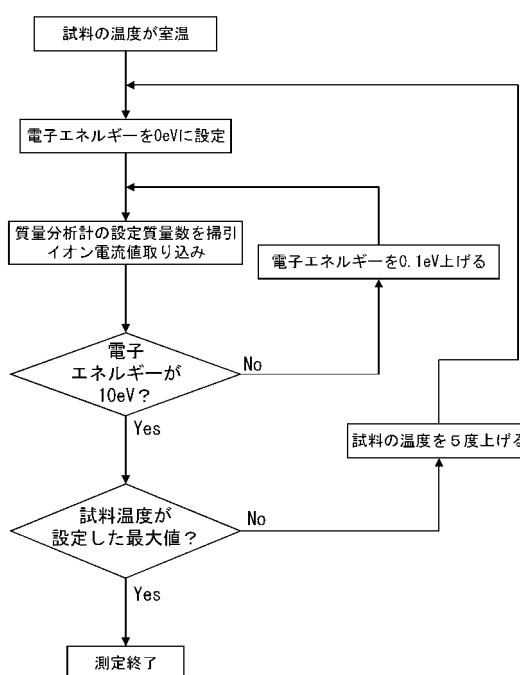 試料の温度が室温
電子エネルギーを0eVに設定
質量分析計の設定質量数を掃引
イオン電流値取り込み
電子エネルギーを0.1eV上げる
電子
エネルギーが
10eV？
No
Yes
試料の温度を５度上げる
試料温度が
設定した最大値？
No
Yes
測定終了